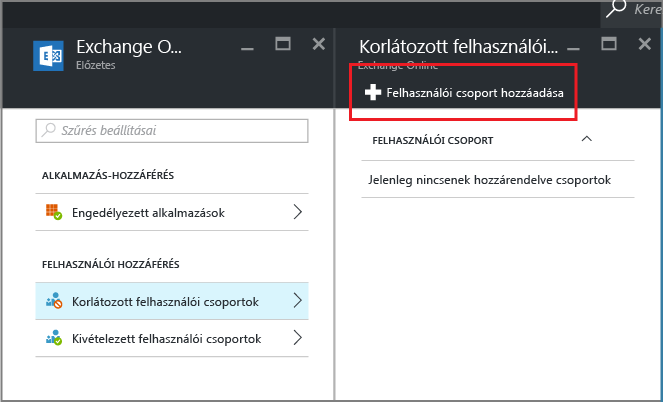 Kere
Exchange O...
Előzetes
Szűrés beállításai
ALKALMAZÁS-HOZZÁFÉRÉS
Engedélyezett alkalmazások
FELHASZNÁLÓI HOZZÁFÉRÉS
Korlátozott felhasználói csoportok
Kivételezett felhasználói csoportok
Korlátozott felhasználói...
Exchange Online
Felhasználói csoport hozzáadása
FELHASZNÁLÓI CSOPORT
Jelenleg nincsenek hozzárendelve csoportok